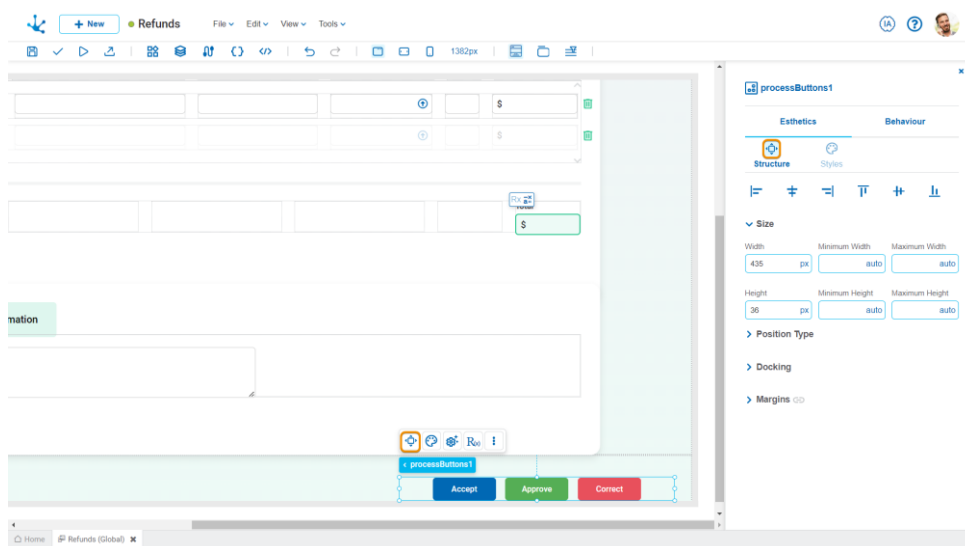 + New
Refunds
File
Edit
View
Tools
IA
?
1382px
processButtons1
Esthetics
Behaviour
Structure
Styles
$
$
Rx
Total
$
Size
Width
Minimum Width
Maximum Width
435 px
auto
auto
Height
Minimum Height
Maximum Height
36 px
auto
auto
Position Type
Docking
Margins
mation
< processButtons1
Accept
Approve
Correct
Home
Refunds (Global)